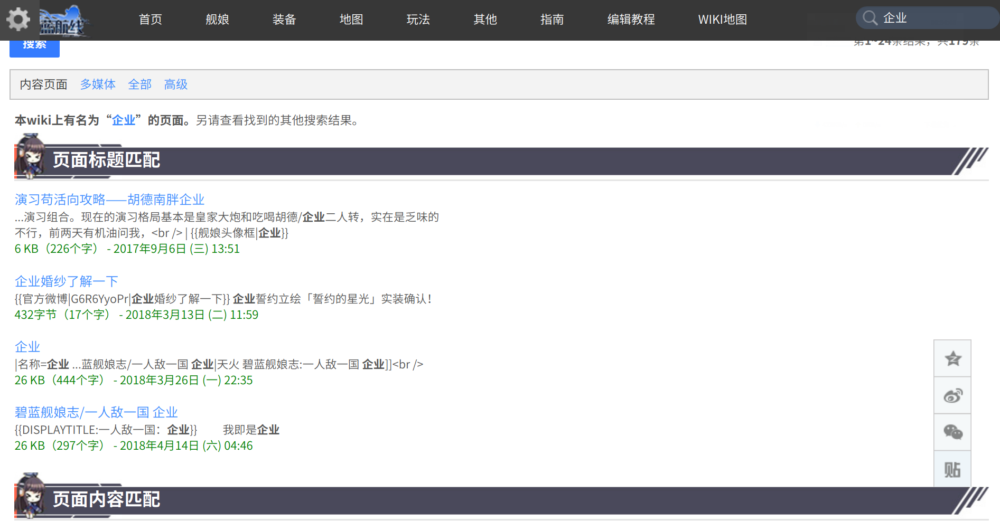 蓝航线
首页 舰娘 装备 地图 玩法 其他 指南 编辑教程 WIKI地图
企业
搜索
第1~24条结果，共179条
内容页面 多媒体 全部 高级
本wiki上有名为“企业”的页面。另请查看找到的其他搜索结果。
页面标题匹配
演习苟活向攻略——胡德南胖企业
...演习组合。现在的演习格局基本是皇家大炮和吃喝胡德/企业二人转，实在是乏味的
不行，前两天有机油问我，<br /> | {{舰娘头像框|企业}}
6 KB（226个字） - 2017年9月6日 (三) 13:51
企业婚纱了解一下
{{官方微博|G6R6YyoPr|企业婚纱了解一下}} 企业誓约立绘「誓约的星光」实装确认！
432字节（17个字） - 2018年3月13日 (二) 11:59
企业
|名称=企业 ...蓝舰娘志/一人敌一国 企业|天火 碧蓝舰娘志:一人敌一国 企业]]<br />
26 KB（444个字） - 2018年3月26日 (一) 22:35
碧蓝舰娘志/一人敌一国 企业
{{DISPLAYTITLE:一人敌一国：企业}} 我即是企业
26 KB（297个字） - 2018年4月14日 (六) 04:46
贴
页面内容匹配